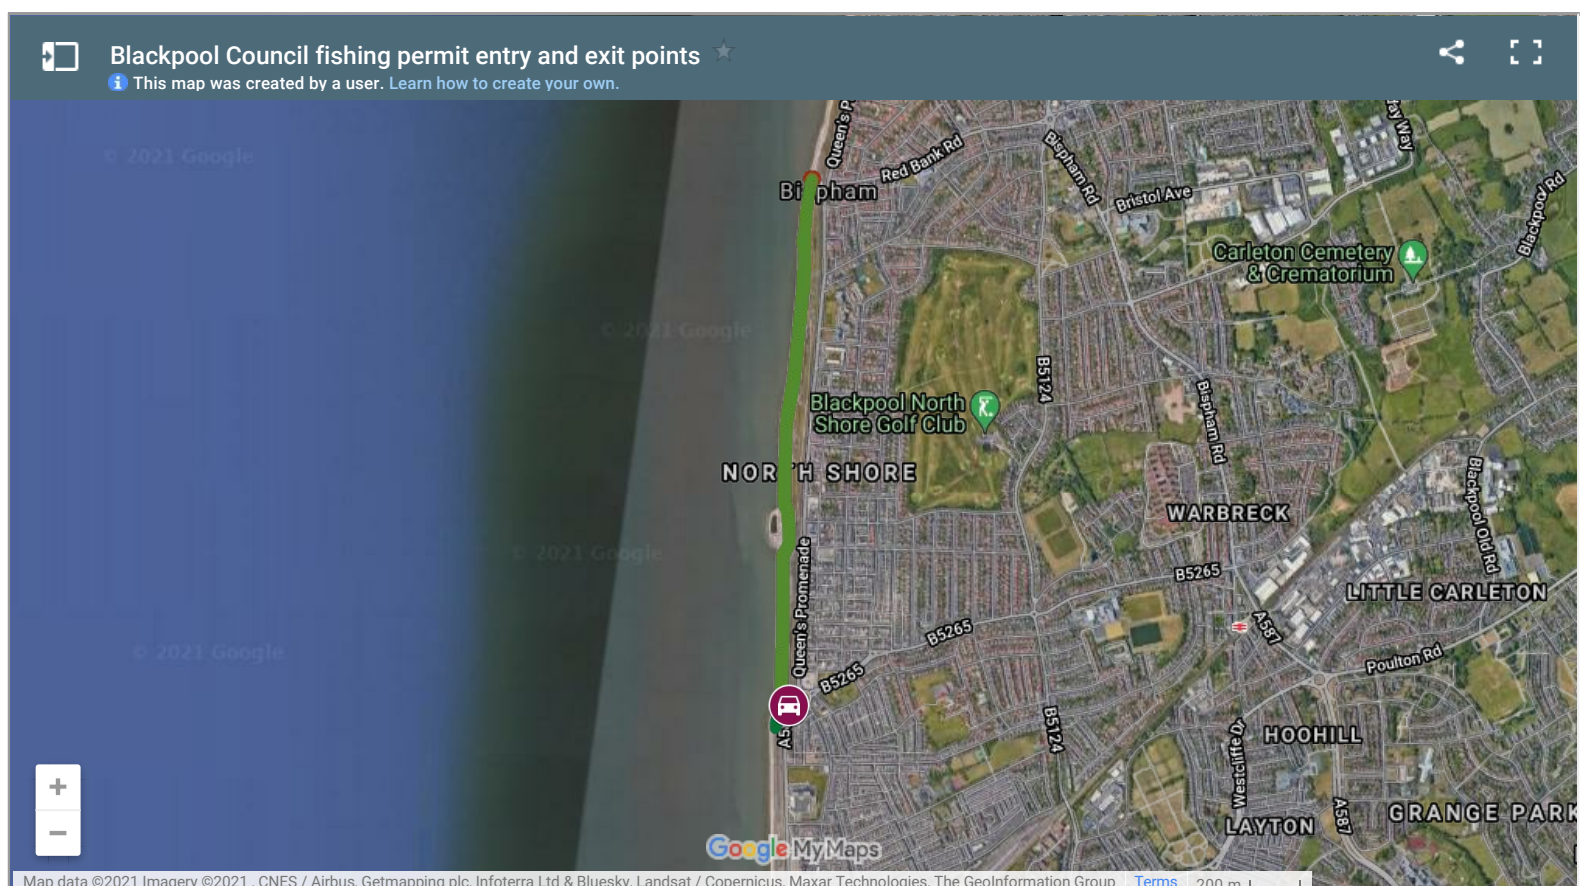 Blackpool Council fishing permit entry and exit points
This map was created by a user. Learn how to create your own.
© 2021 Google
Queen's P
Red Bank Rd
Bispham Rd
Bristol Ave
Blackpool Rd
Carleton Cemetery
& Crematorium
© 2021 Google
B5124
Blackpool North
Shore Golf Club
Bispham Rd
SHORE
WARBRECK
Blackpool Old Rd
© 2021 Google
Queen's Promenade
B5265
LITTLE CARLETON
A587
B5265
Poulton Rd
© 2021 Google
B5265
B5124
Westcliffe Dr
HOOHILL
A587
GRANGE PARK
LAYTON
Google My Maps
Map data ©2021 Imagery ©2021 , CNES / Airbus, Getmapping plc, Infoterra Ltd & Bluesky, Landsat / Copernicus, Maxar Technologies, The GeoInformation Group Terms 200 m